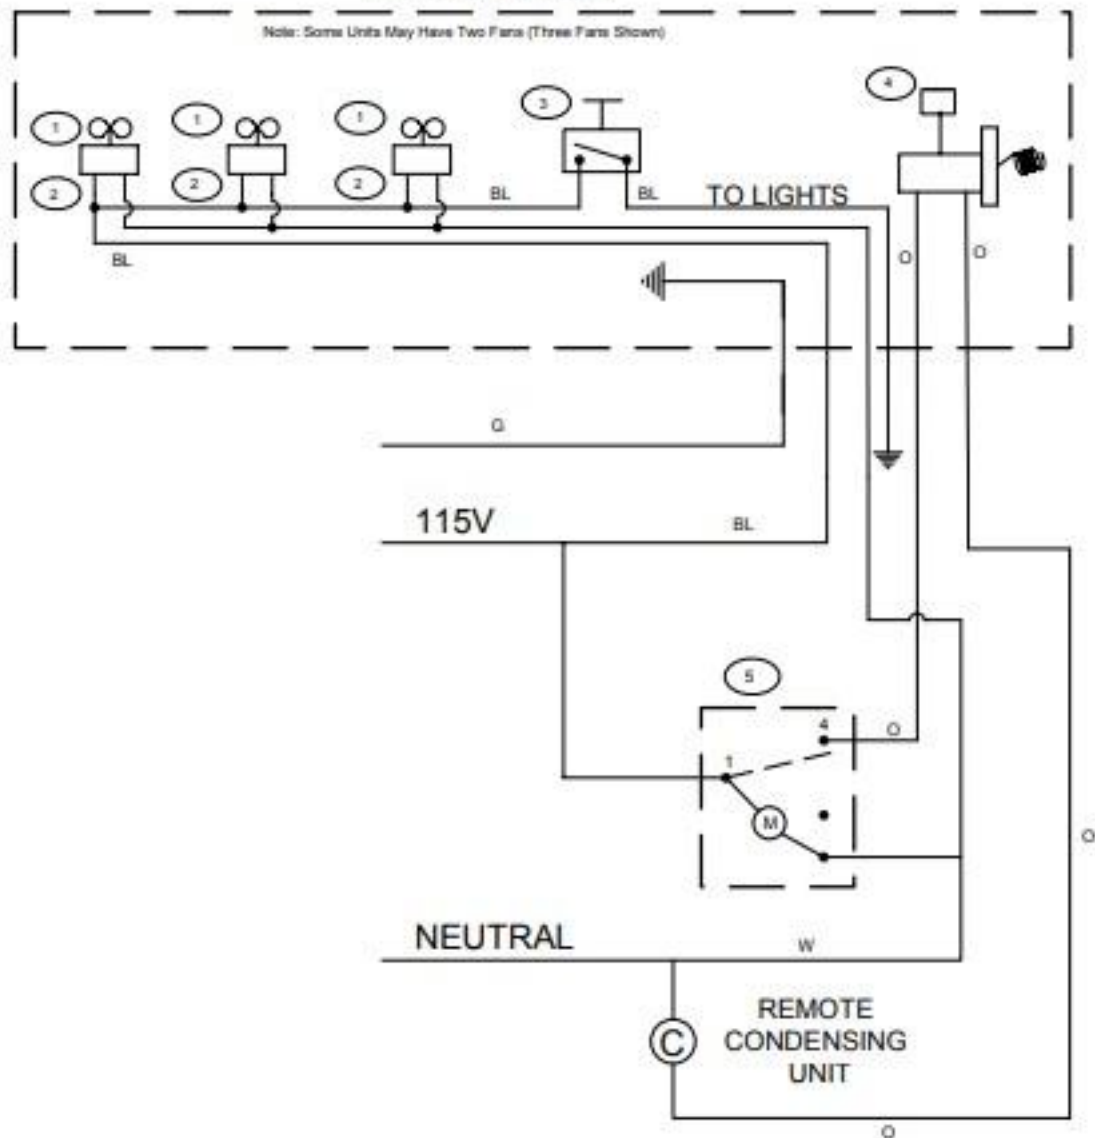 Note: Some Units May Have Two Fans (Three Fans Shown)
4
3
1
1
1
2
2
2
BL
BL
TO LIGHTS
BL
O
O
G
115V
BL
5
4
O
1
M
O
NEUTRAL
W
C
REMOTE
CONDENSING
UNIT
O